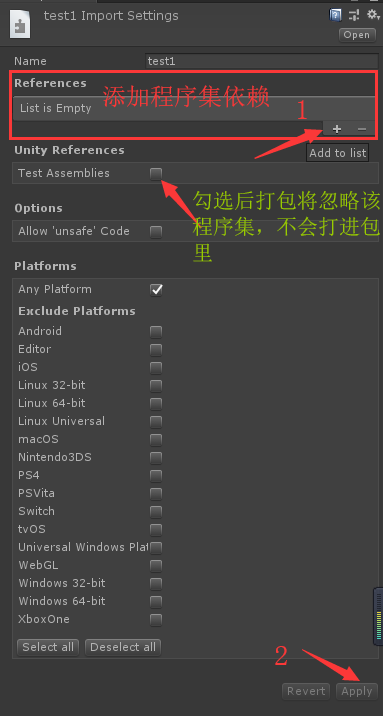 test1 Import Settings
Open
Name test1
References
List is Empty 添加程序集依赖 1
+ −
Unity References Add to list
Test Assemblies
勾选后打包将忽略该
程序集，不会打进包
里
Options
Allow 'unsafe' Code
Platforms
Any Platform
Exclude Platforms
Android
Editor
iOS
Linux 32-bit
Linux 64-bit
Linux Universal
macOS
Nintendo3DS
PS4
PSVita
Switch
tvOS
Universal Windows Plat
WebGL
Windows 32-bit
Windows 64-bit
XboxOne
Select all Deselect all
2
Revert Apply